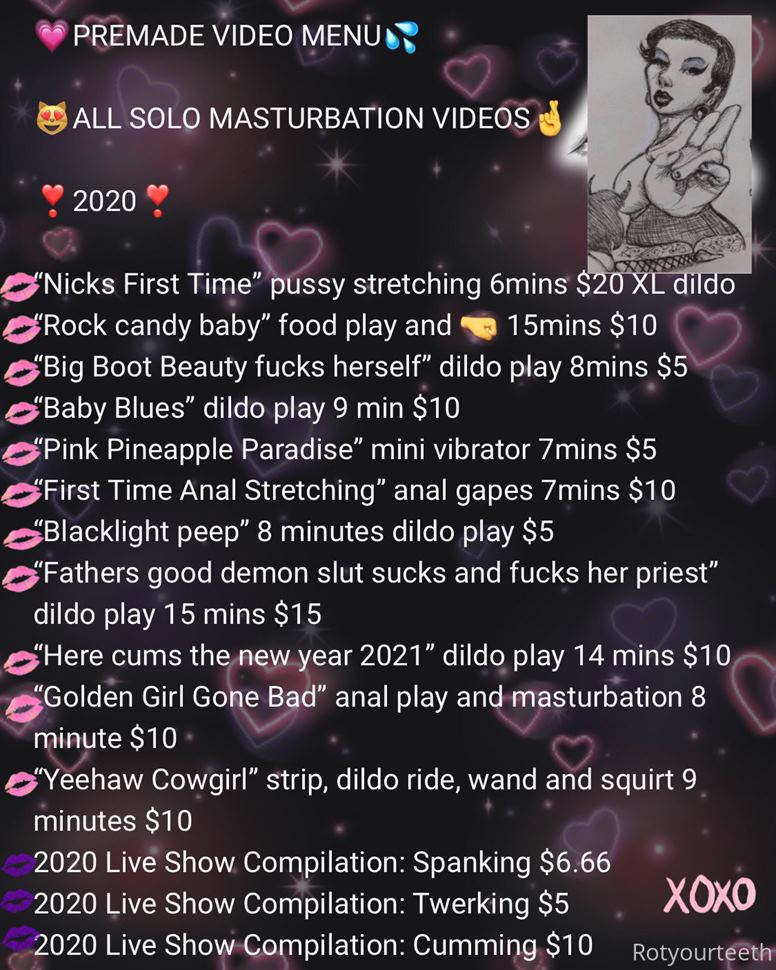 💗PREMADE VIDEO MENU💦
😻ALL SOLO MASTURBATION VIDEOS🤞
❣️2020❣️
💋“Nicks First Time” pussy stretching 6mins $20 XL dildo
💋“Rock candy baby” food play and 🤜 15mins $10
💋“Big Boot Beauty fucks herself” dildo play 8mins $5
💋“Baby Blues” dildo play 9 min $10
💋“Pink Pineapple Paradise” mini vibrator 7mins $5
💋“First Time Anal Stretching” anal gapes 7mins $10
💋“Blacklight peep” 8 minutes dildo play $5
💋“Fathers good demon slut sucks and fucks her priest”
dildo play 15 mins $15
💋“Here cums the new year 2021” dildo play 14 mins $10
💋“Golden Girl Gone Bad” anal play and masturbation 8
minute $10
💋“Yeehaw Cowgirl” strip, dildo ride, wand and squirt 9
minutes $10
2020 Live Show Compilation: Spanking $6.66
2020 Live Show Compilation: Twerking $5
2020 Live Show Compilation: Cumming $10
XOXO
Rotyourteeth